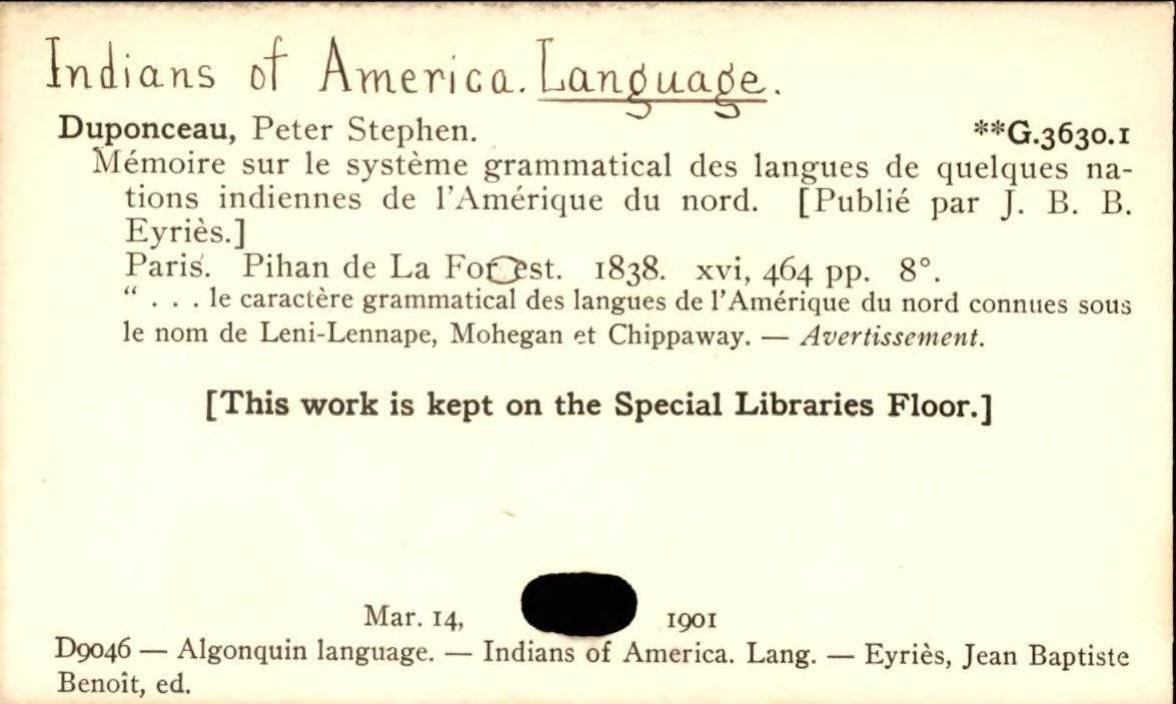 Indians of America. Language.
Duponceau, Peter Stephen. **G.3630.1
Mémoire sur le système grammatical des langues de quelques na-
tions indiennes de l'Amérique du nord. [Publié par J. B. B.
Eyriès.]
Paris. Pihan de La Forest. 1838. xvi, 464 pp. 8°.
" . . . le caractère grammatical des langues de l'Amérique du nord connues sous
le nom de Leni-Lennape, Mohegan et Chippaway. — Avertissement.
[This work is kept on the Special Libraries Floor.]
Mar. 14, 1901
D9046 — Algonquin language. — Indians of America. Lang. — Eyriès, Jean Baptiste
Benoît, ed.